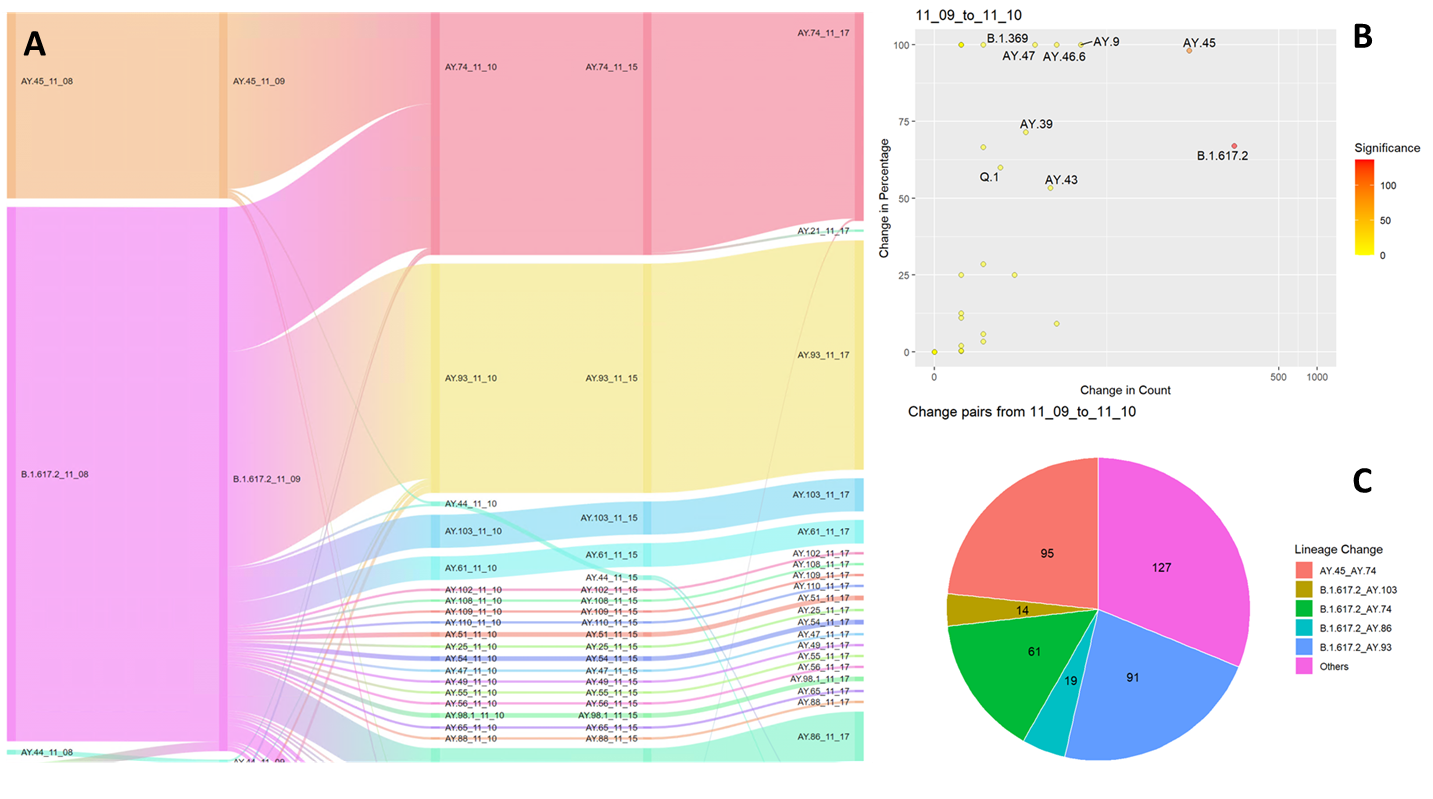 A
AY.45_11_08
AY.45_11_09
AY.74_11_10
AY.74_11_15
AY.74_11_17
AY.21_11_17
B.1.617.2_11_08
B.1.617.2_11_09
AY.93_11_10
AY.93_11_15
AY.93_11_17
AY.44_11_10
AY.103_11_10
AY.103_11_15
AY.103_11_17
AY.61_11_10
AY.61_11_15
AY.61_11_17
AY.44_11_15
AY.102_11_10
AY.102_11_15
AY.102_11_17
AY.108_11_10
AY.108_11_15
AY.108_11_17
AY.109_11_10
AY.109_11_15
AY.109_11_17
AY.110_11_10
AY.110_11_15
AY.110_11_17
AY.51_11_10
AY.51_11_15
AY.51_11_17
AY.25_11_10
AY.25_11_15
AY.25_11_17
AY.54_11_10
AY.54_11_15
AY.54_11_17
AY.47_11_10
AY.47_11_15
AY.47_11_17
AY.49_11_10
AY.49_11_15
AY.49_11_17
AY.55_11_10
AY.55_11_15
AY.55_11_17
AY.56_11_10
AY.56_11_15
AY.56_11_17
AY.98.1_11_10
AY.98.1_11_15
AY.98.1_11_17
AY.65_11_10
AY.65_11_15
AY.65_11_17
AY.88_11_10
AY.88_11_15
AY.88_11_17
AY.86_11_17
AY.44_11_08
AY.44_11_09
11_09_to_11_10
B
100
75
50
25
0
Change in Percentage
B.1.369
AY.47
AY.46.6
AY.9
AY.45
AY.39
B.1.617.2
Q.1
AY.43
0
500
1000
Change in Count
Significance
100
50
0
Change pairs from 11_09_to_11_10
C
95
127
14
61
19
91
Lineage Change
AY.45_AY.74
B.1.617.2_AY.103
B.1.617.2_AY.74
B.1.617.2_AY.86
B.1.617.2_AY.93
Others